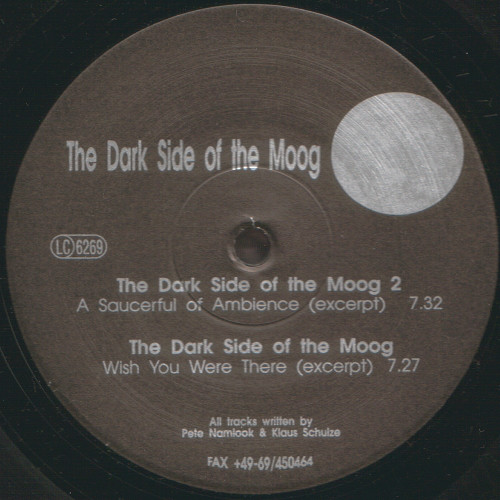 The Dark Side of the Moog
LC 6269
The Dark Side of the Moog 2
A Saucerful of Ambience (excerpt) 7.32
The Dark Side of the Moog
Wish You Were There (excerpt) 7.27
All tracks written by
Pete Namlook & Klaus Schulze
FAX +49-69/450464